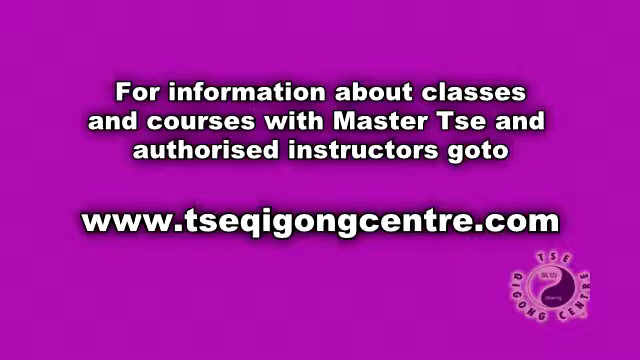 For information about classes
and courses with Master Tse and
authorised instructors goto
www.tseqigongcentre.com
TSE
QIGONG CENTRE